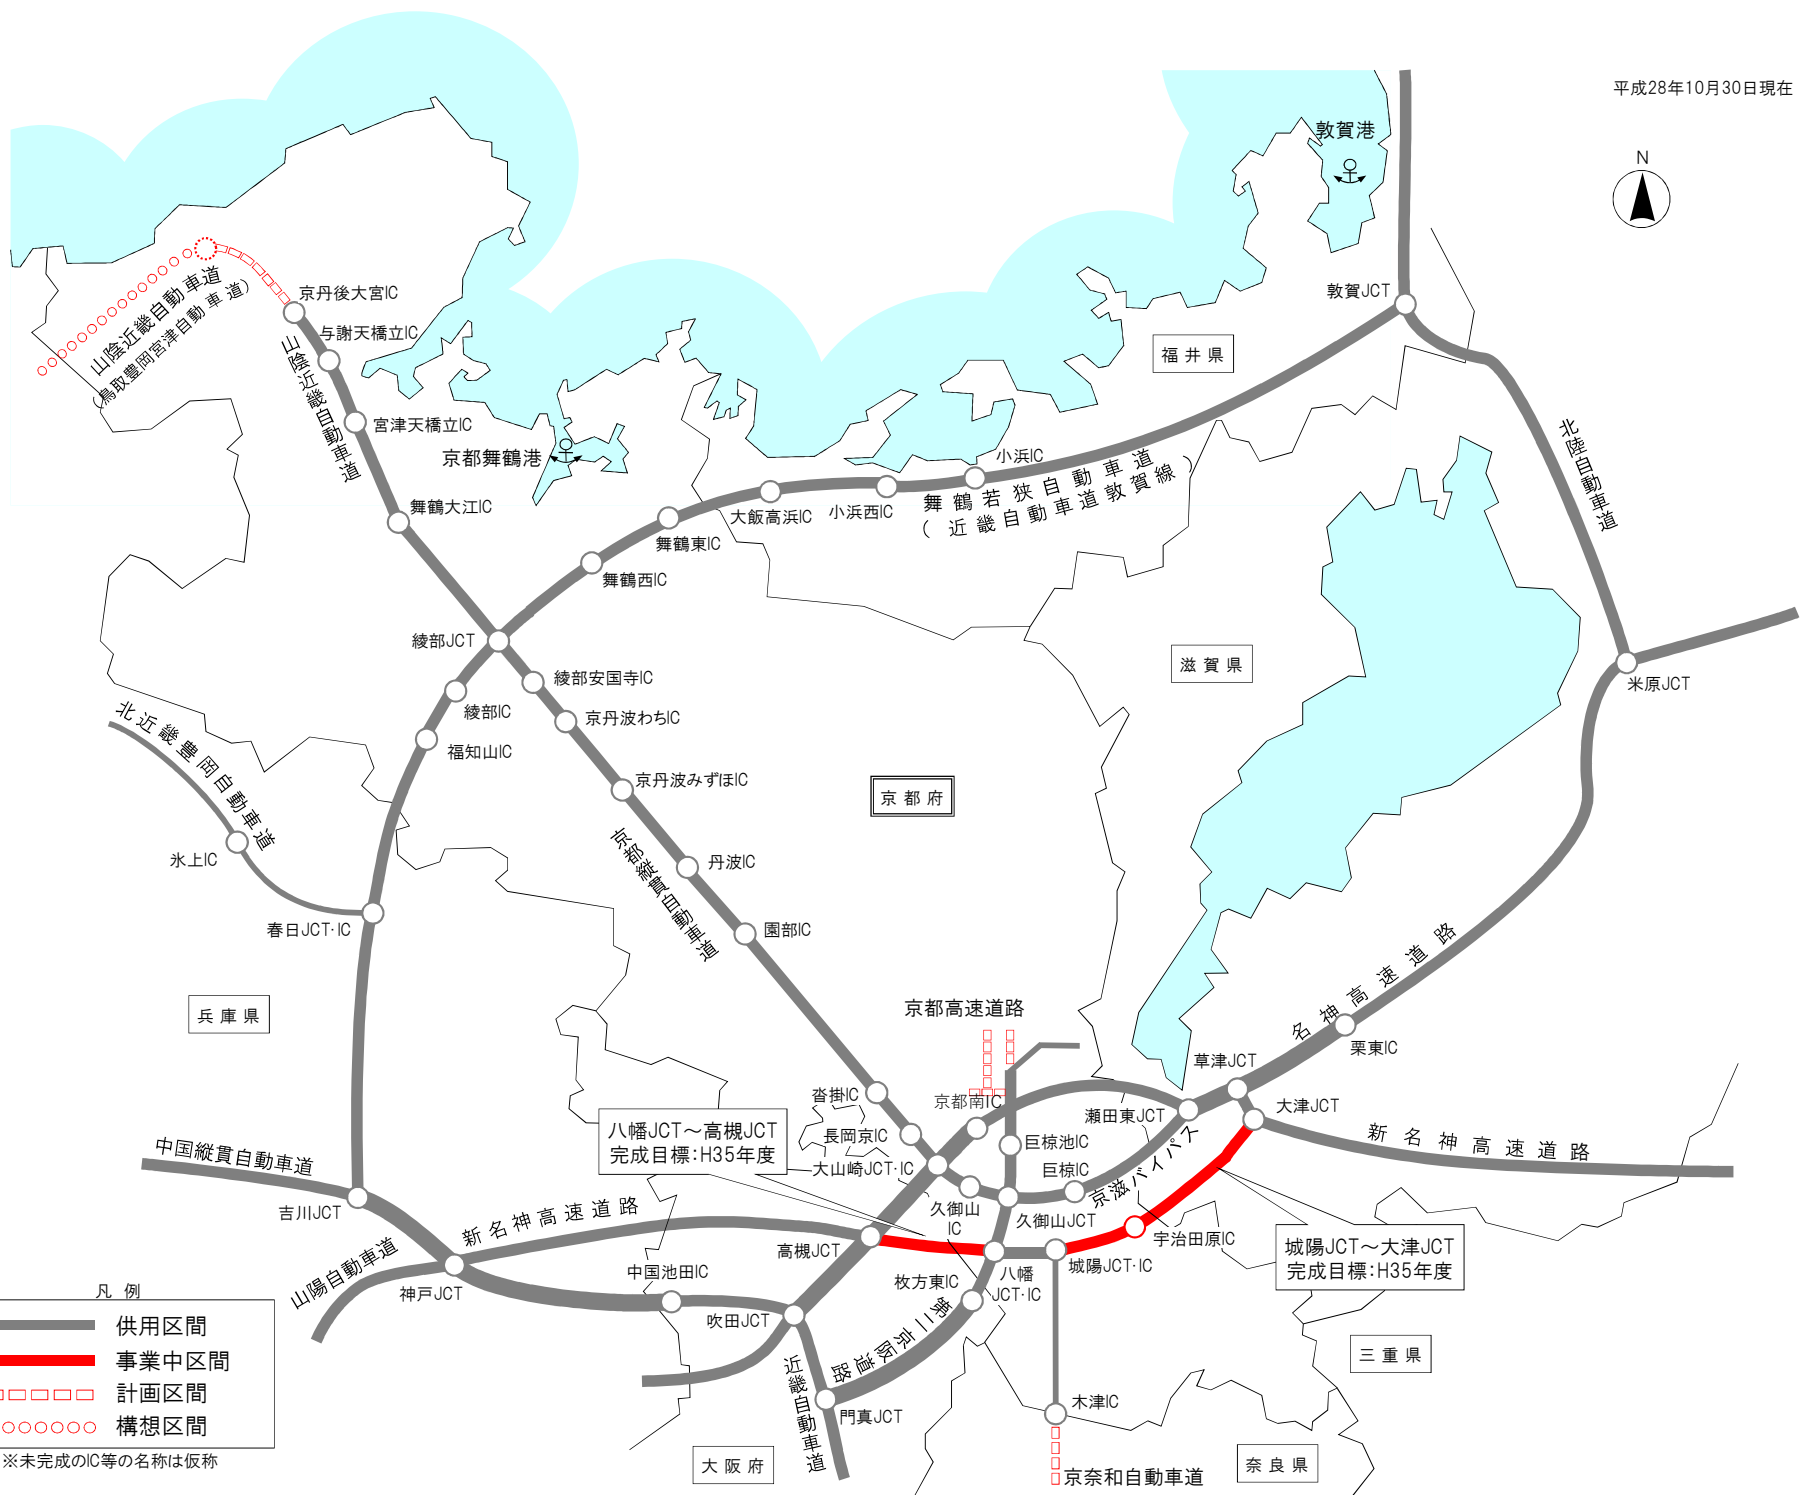 平成28年10月30日現在
N
敦賀港
敦賀JCT
福井県
京丹後大宮IC
与謝天橋立IC
宮津天橋立IC
舞鶴大江IC
山陰近畿自動車道
(鳥取豊岡宮津自動車道)
山陰近畿自動車道
京都舞鶴港
小浜IC
小浜西IC
大飯高浜IC
舞鶴東IC
舞鶴西IC
舞鶴若狭自動車道
(近畿自動車道敦賀線)
北陸自動車道
綾部JCT
綾部安国寺IC
綾部IC
京丹波わちIC
福知山IC
京丹波みずほIC
滋賀県
米原JCT
北近畿豊岡自動車道
京都府
氷上IC
丹波IC
京都縦貫自動車道
春日JCT·IC
園部IC
兵庫県
京都高速道路
名神高速道路
栗東IC
草津JCT
沓掛IC
京都南IC
瀬田東JCT
大津JCT
八幡JCT~高槻JCT
完成目標:H35年度
長岡京IC
巨椋池IC
新名神高速道路
中国縦貫自動車道
大山崎JCT·IC
巨椋IC
京滋バイパス
吉川JCT
新名神高速道路
久御山
IC
久御山JCT
宇治田原IC
高槻JCT
城陽JCT~大津JCT
完成目標:H35年度
山陽自動車道
神戸JCT
中国池田IC
枚方東IC
八幡
JCT·IC
城陽JCT·IC
吹田JCT
第二京阪道路
三重県
近畿自動車道
門真JCT
木津IC
大阪府
京奈和自動車道
奈良県
凡例
供用区間
事業中区間
計画区間
構想区間
※未完成のIC等の名称は仮称